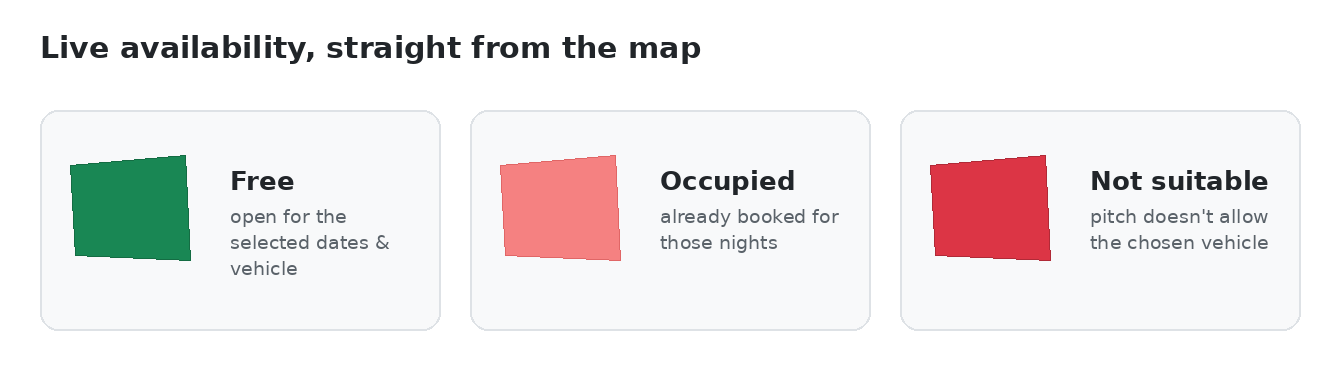 Live availability, straight from the map
Free
open for the
selected dates &
vehicle
Occupied
already booked for
those nights
Not suitable
pitch doesn't allow
the chosen vehicle